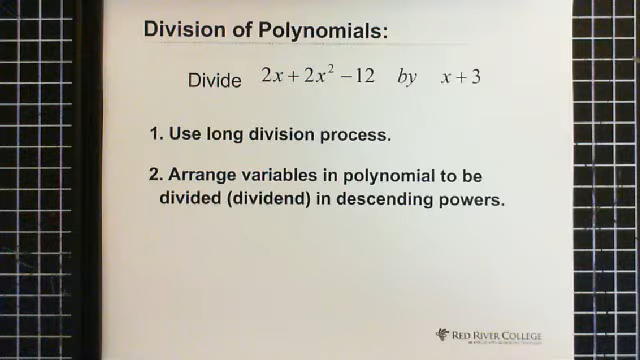 Division of Polynomials:
Divide 2x + 2x² − 12 by x + 3
1. Use long division process.
2. Arrange variables in polynomial to be
divided (dividend) in descending powers.
RED RIVER COLLEGE